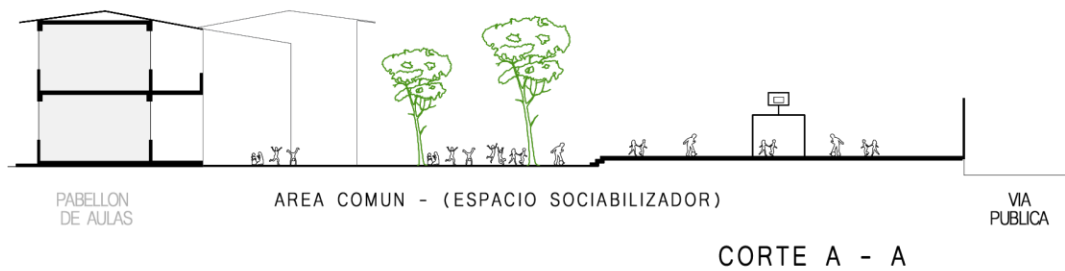 PABELLON
DE AULAS
AREA COMUN - (ESPACIO SOCIABILIZADOR)
VIA
PUBLICA
CORTE A - A